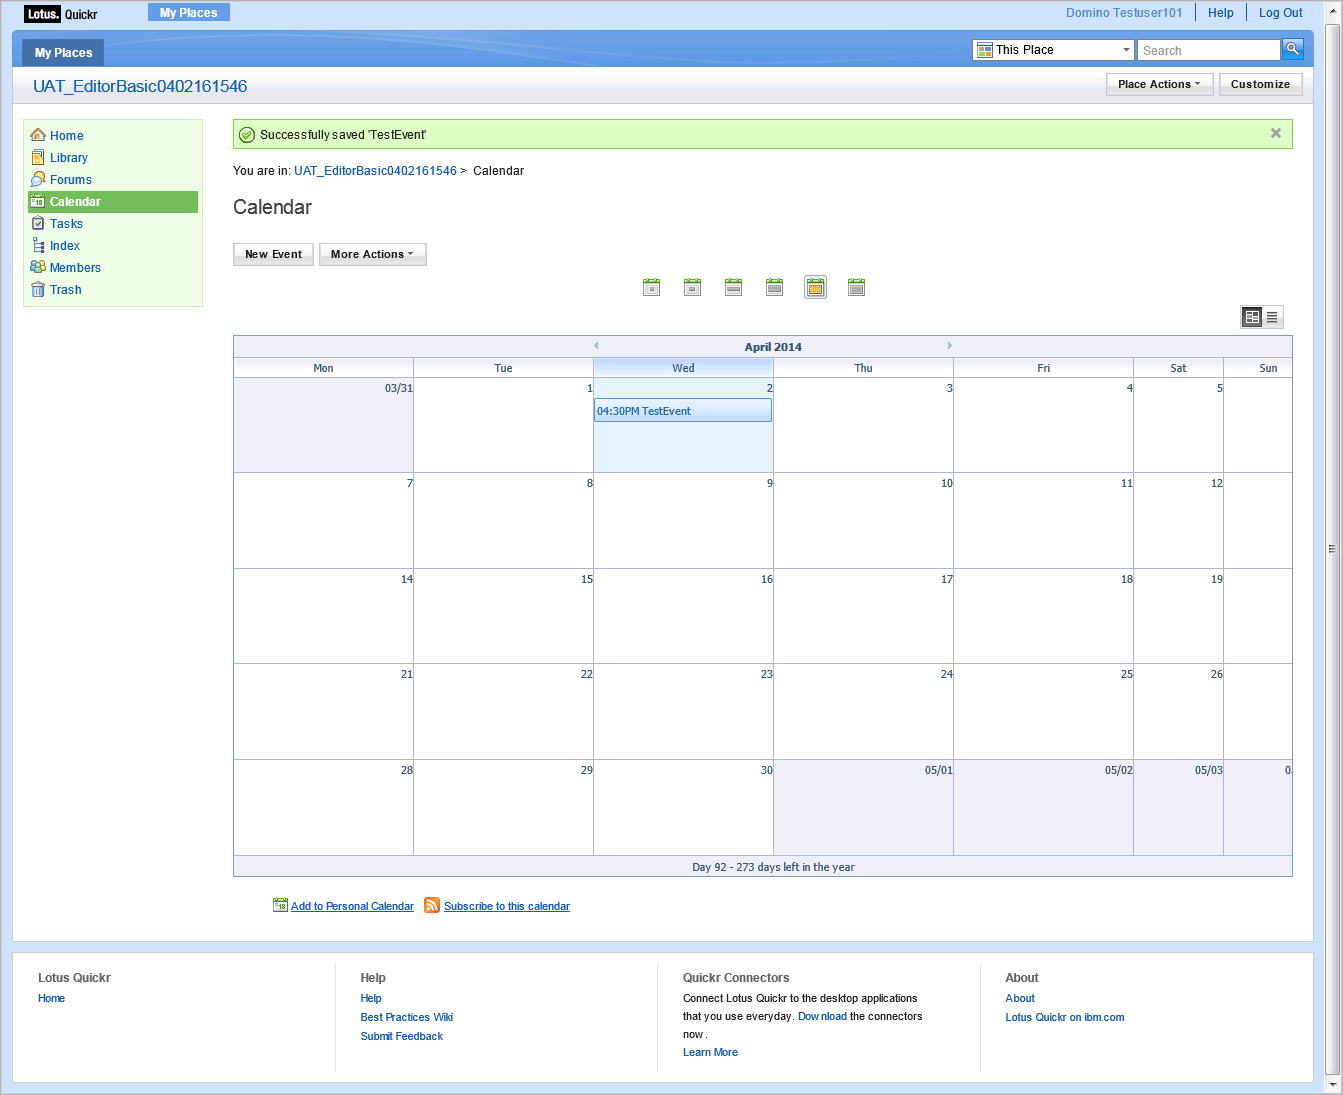 Lotus. Quickr
My Places
Domino Testuser101
Help
Log Out
My Places
This Place
Search
UAT_EditorBasic0402161546
Place Actions
Customize
Home
Library
Forums
Calendar
Tasks
Index
Members
Trash
Successfully saved 'TestEvent'
You are in: UAT_EditorBasic0402161546 > Calendar
Calendar
New Event
More Actions
April 2014
Mon Tue Wed Thu Fri Sat Sun
03/31 1 2 3 4 5
04:30PM TestEvent
7 8 9 10 11 12
14 15 16 17 18 19
21 22 23 24 25 26
28 29 30 05/01 05/02 05/03
Day 92 - 273 days left in the year
Add to Personal Calendar
Subscribe to this calendar
Lotus Quickr
Home
Help
Help
Best Practices Wiki
Submit Feedback
Quickr Connectors
Connect Lotus Quickr to the desktop applications
that you use everyday. Download the connectors
now .
Learn More
About
About
Lotus Quickr on ibm.com